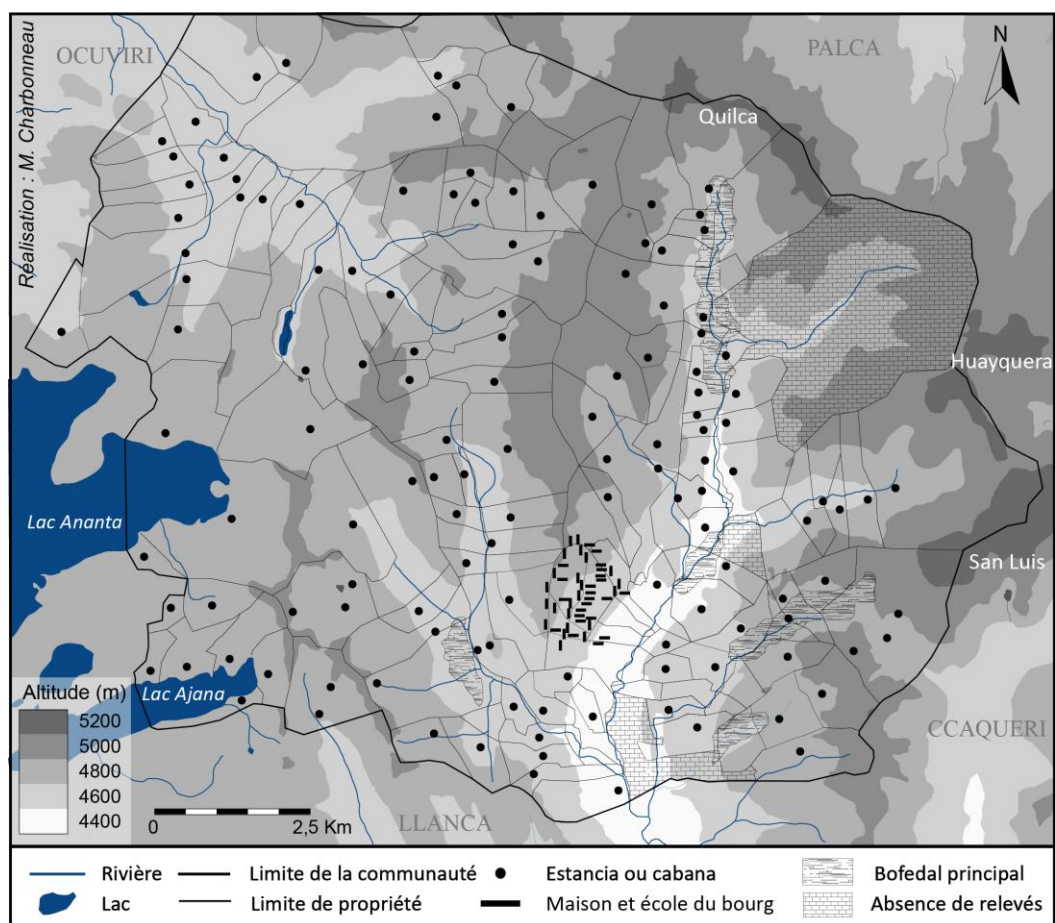 Réalisation : M. Charbonneau
OCUVIRI
PALCA
N
Quilca
Huayquera
Lac Ananta
San Luis
Lac Ajana
CCAQUERI
LLANCA
Altitude (m)
5200
5000
4800
4600
4400
0 2,5 Km
Rivière
Limite de la communauté
Estancia ou cabana
Bofedal principal
Lac
Limite de propriété
Maison et école du bourg
Absence de relevés